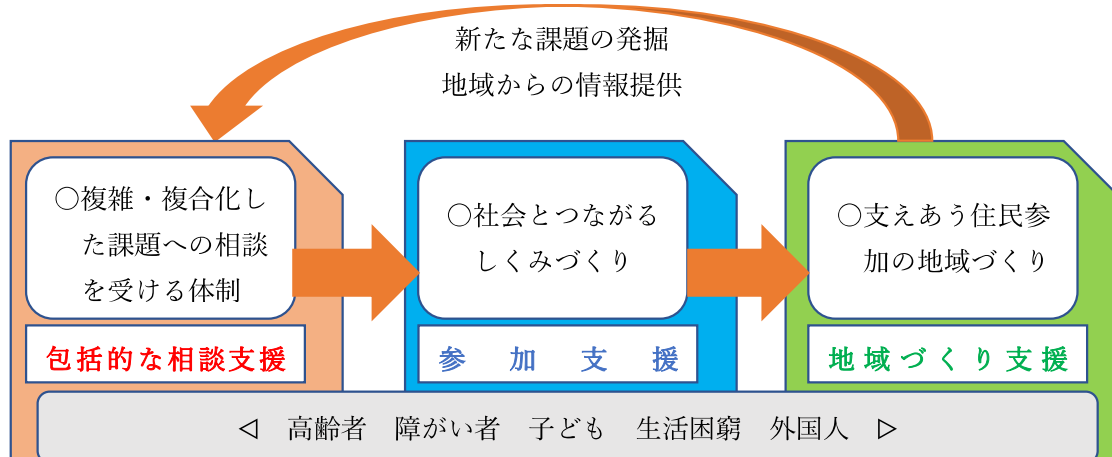 新たな課題の発掘
地域からの情報提供
○複雑・複合化し
た課題への相談
を受ける体制
包括的な相談支援
○社会とつながる
しくみづくり
参加支援
○支えあう住民参
加の地域づくり
地域づくり支援
◁ 高齢者 障がい者 子ども 生活困窮 外国人 ▷